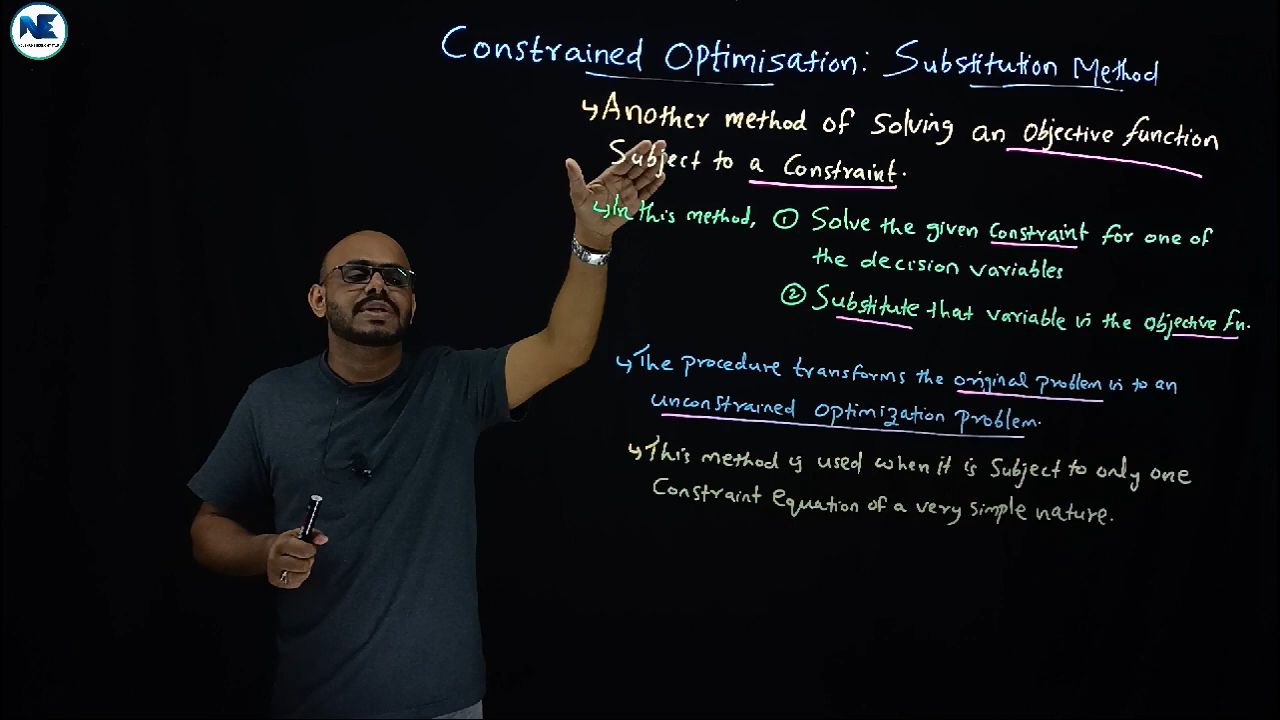 NE
Constrained Optimisation: Substitution Method
↳ Another method of solving an objective function
Subject to a Constraint.
↳ In this method, ① Solve the given Constraint for one of
the decision variables
② Substitute that variable in the objective fn.
↳ The procedure transforms the original problem in to an
unconstrained optimization problem.
↳ This method is used when it is Subject to only one
Constraint equation of a very simple nature.